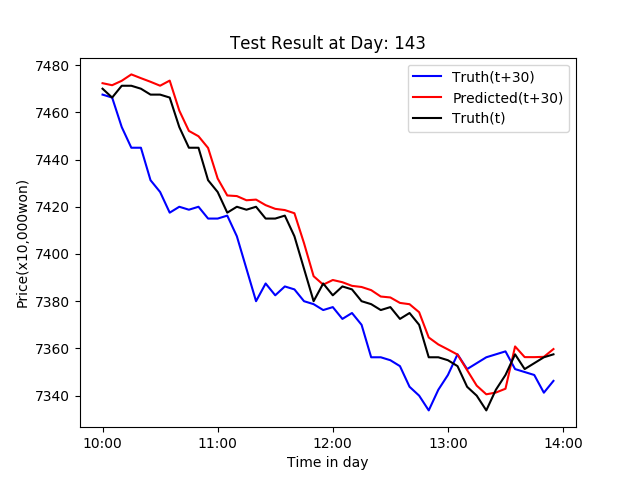 Test Result at Day: 143
Price(x10,000won)
7480
7460
7440
7420
7400
7380
7360
7340
Truth(t+30)
Predicted(t+30)
Truth(t)
10:00 11:00 12:00 13:00 14:00
Time in day